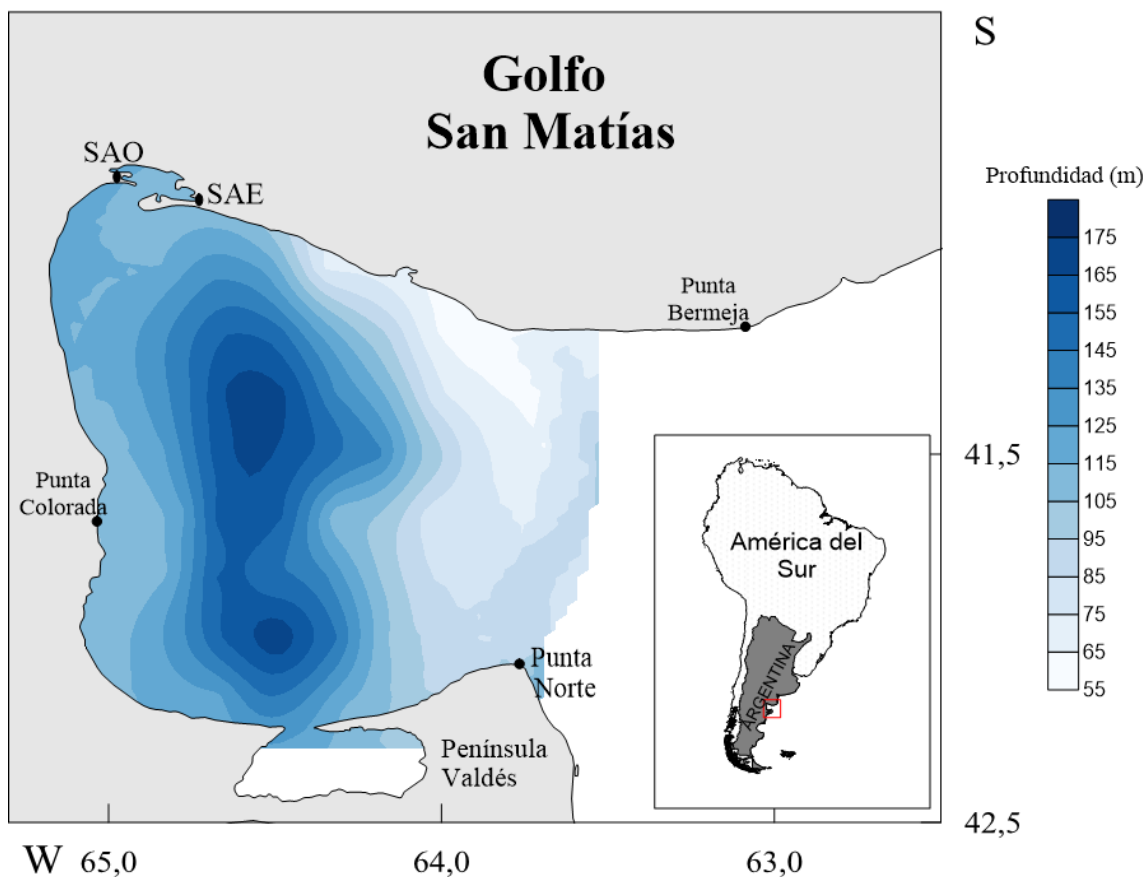 S
Golfo
San Matías
SAO
SAE
Profundidad (m)
175
165
155
145
135
125
115
105
95
85
75
65
55
Punta
Bermeja
41,5
Punta
Colorada
América del
Sur
ARGENTINA
Punta
Norte
Península
Valdés
42,5
W 65,0 64,0 63,0